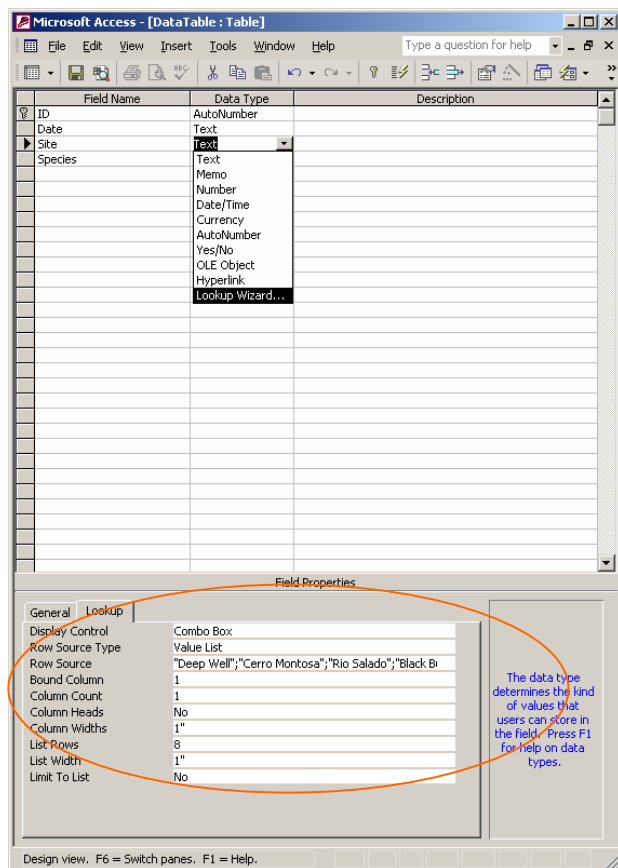 Microsoft Access - [DataTable : Table]
File Edit View Insert Tools Window Help Type a question for help
Field Name Data Type Description
ID AutoNumber
Date Text
Site Text
Species Text
Memo
Number
Date/Time
Currency
AutoNumber
Yes/No
OLE Object
Hyperlink
Lookup Wizard...
Field Properties
General Lookup
Display Control Combo Box
Row Source Type Value List
Row Source "Deep Well";"Cerro Montosa";"Rio Salado";"Black
Bound Column 1
Column Count 1
Column Heads No
Column Widths 1"
List Rows 8
List Width 1"
Limit To List No
The data type
determines the kind
of values that
users can store in
the field. Press F1
for help on data
types.
Design view. F6 = Switch panes. F1 = Help.